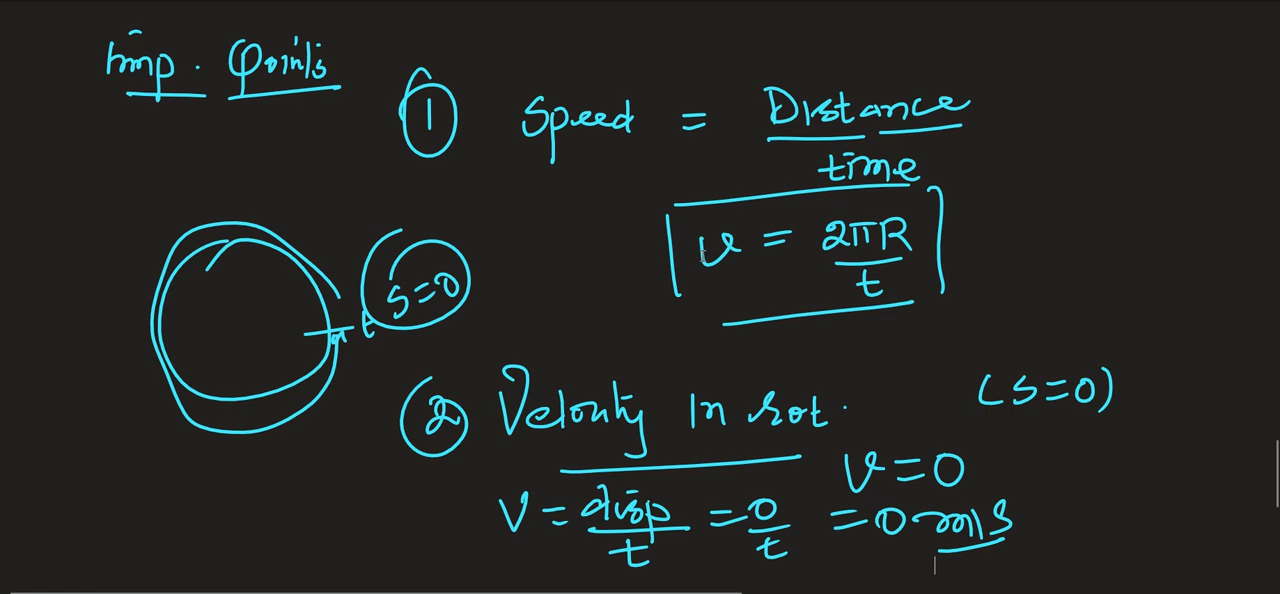 Imp. Points
① Speed = Distance
time
v = 2πR
t
S=0
② Velocity In rot. (S=0)
v=0
V = disp = 0 = 0 m/s
t t